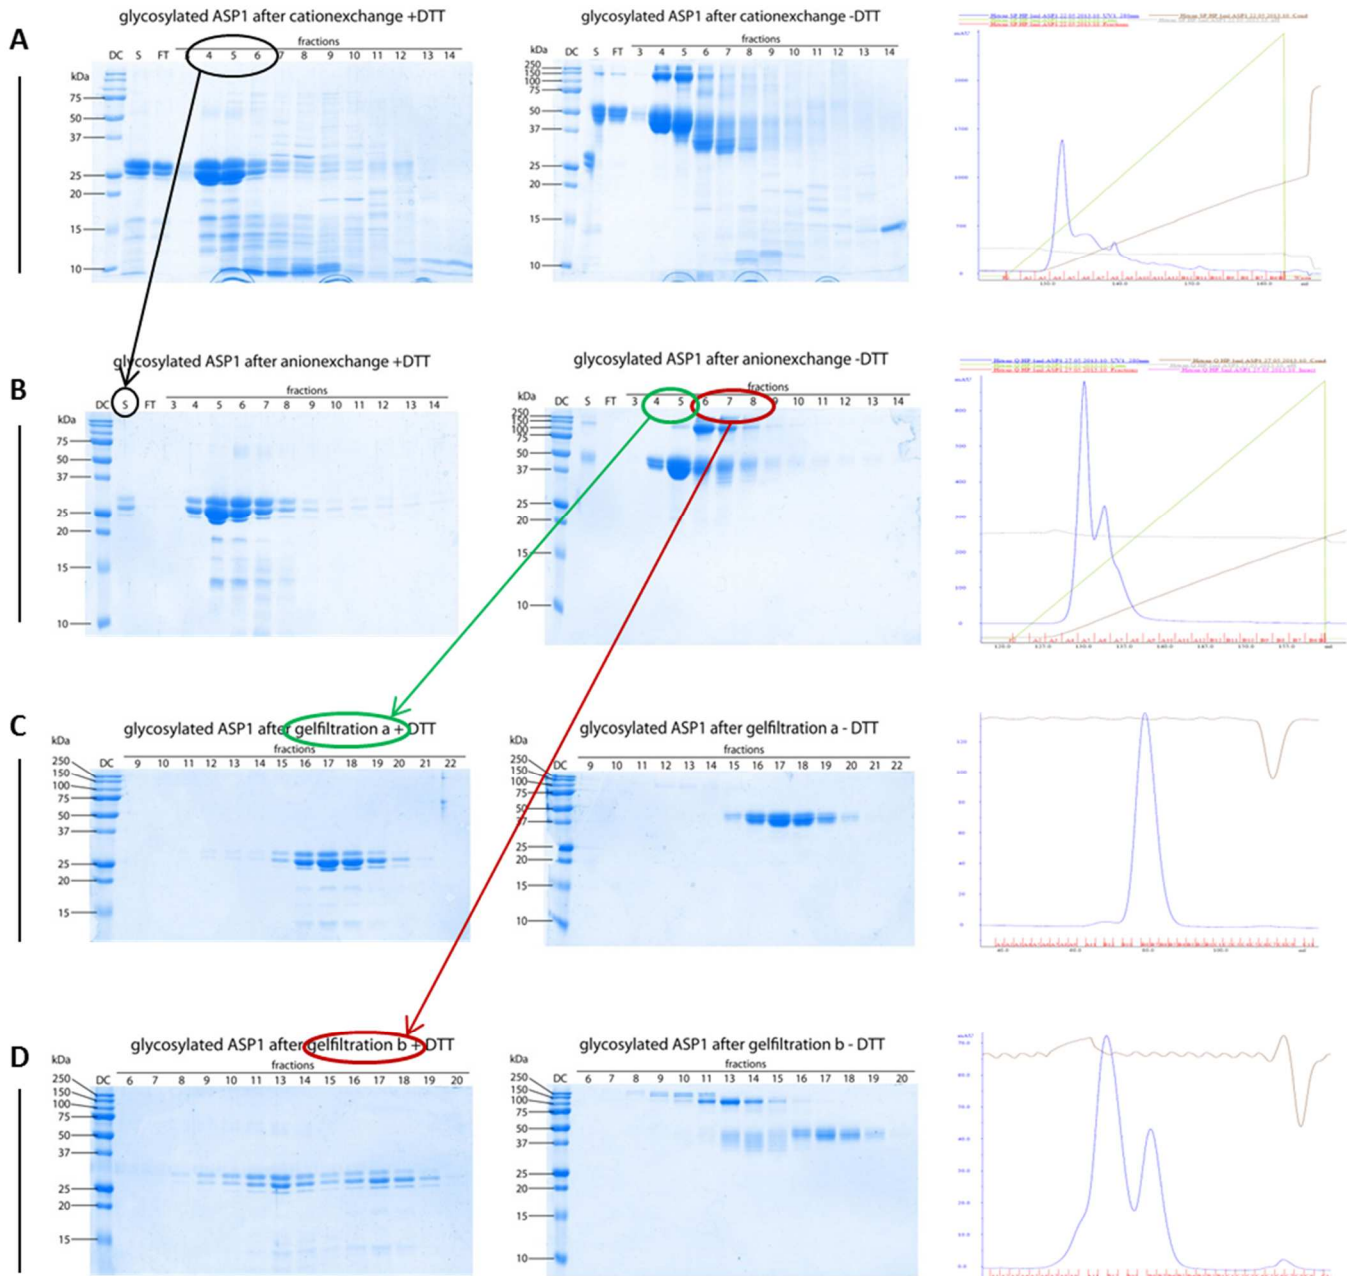 A
glycosylated ASP1 after cationexchange +DTT
fractions
DC S FT 4 5 6 7 8 9 10 11 12 13 14
kDa
75
50
37
25
20
15
10
glycosylated ASP1 after cationexchange -DTT
fractions
DC S FT 3 4 5 6 7 8 9 10 11 12 13 14
kDa
250
150
100
75
50
37
25
20
15
10
B
glycosylated ASP1 after anionexchange +DTT
fractions
DC S FT 3 4 5 6 7 8 9 10 11 12 13 14
kDa
75
50
37
25
20
15
10
glycosylated ASP1 after anionexchange -DTT
fractions
DC S FT 3 4 5 6 7 8 9 10 11 12 13 14
kDa
250
150
100
75
50
37
25
20
15
10
C
glycosylated ASP1 after gelfiltration a + DTT
fractions
DC 9 10 11 12 13 14 15 16 17 18 19 20 21 22
kDa
250
150
100
75
50
37
25
20
15
glycosylated ASP1 after gelfiltration a - DTT
fractions
DC 9 10 11 12 13 14 15 16 17 18 19 20 21 22
kDa
250
150
100
75
50
37
25
20
15
10
D
glycosylated ASP1 after gelfiltration b + DTT
fractions
DC 6 7 8 9 10 11 13 14 15 16 17 18 19 20
kDa
250
150
100
75
50
37
25
20
15
glycosylated ASP1 after gelfiltration b - DTT
fractions
DC 6 7 8 9 10 11 13 14 15 16 17 18 19 20
kDa
250
150
100
75
50
37
25
20
15
10